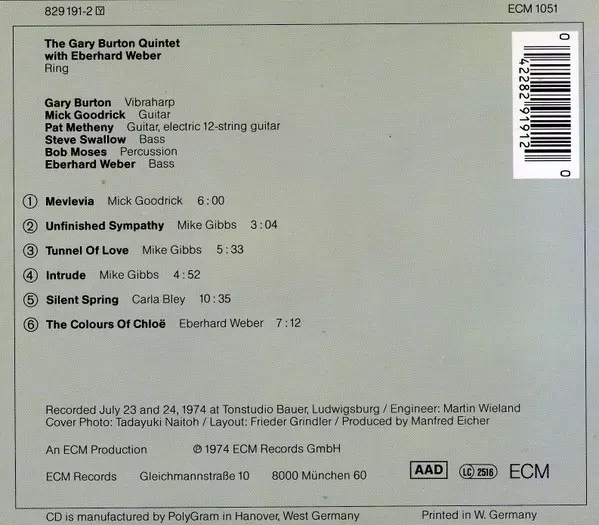 829 191-2 Y
ECM 1051
The Gary Burton Quintet
with Eberhard Weber
Ring
Gary Burton Vibraharp
Mick Goodrick Guitar
Pat Metheny Guitar, electric 12-string guitar
Steve Swallow Bass
Bob Moses Percussion
Eberhard Weber Bass
0 42282 91912 0
1 Mevlevia Mick Goodrick 6:00
2 Unfinished Sympathy Mike Gibbs 3:04
3 Tunnel Of Love Mike Gibbs 5:33
4 Intrude Mike Gibbs 4:52
5 Silent Spring Carla Bley 10:35
6 The Colours Of Chloë Eberhard Weber 7:12
Recorded July 23 and 24, 1974 at Tonstudio Bauer, Ludwigsburg / Engineer: Martin Wieland
Cover Photo: Tadayuki Naitoh / Layout: Frieder Grindler / Produced by Manfred Eicher
An ECM Production ℗ 1974 ECM Records GmbH
ECM Records Gleichmannstraße 10 8000 München 60 AAD LC 2516 ECM
CD is manufactured by PolyGram in Hanover, West Germany Printed in W. Germany